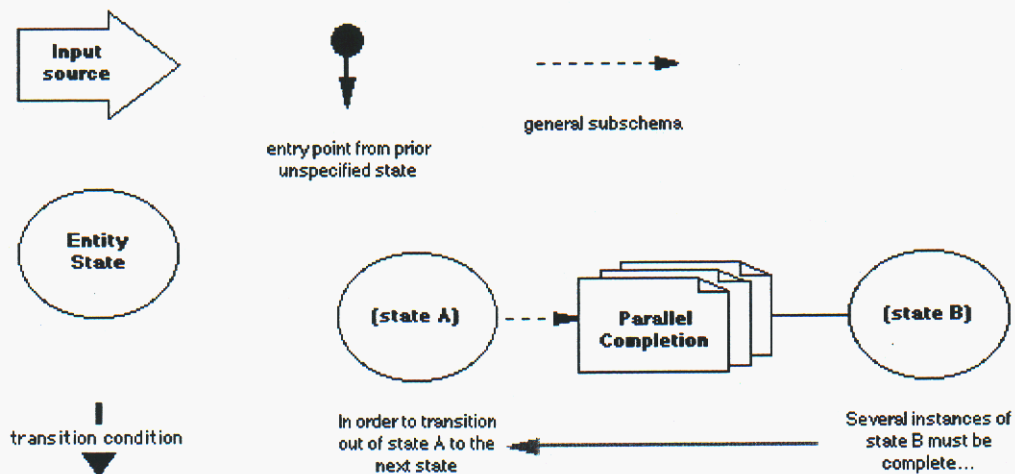 Input
source
entry point from prior
unspecified state
general subschema
Entity
State
(state A)
Parallel
Completion
(state B)
transition condition
In order to transition
out of state A to the
next state
Several instances of
state B must be
complete...